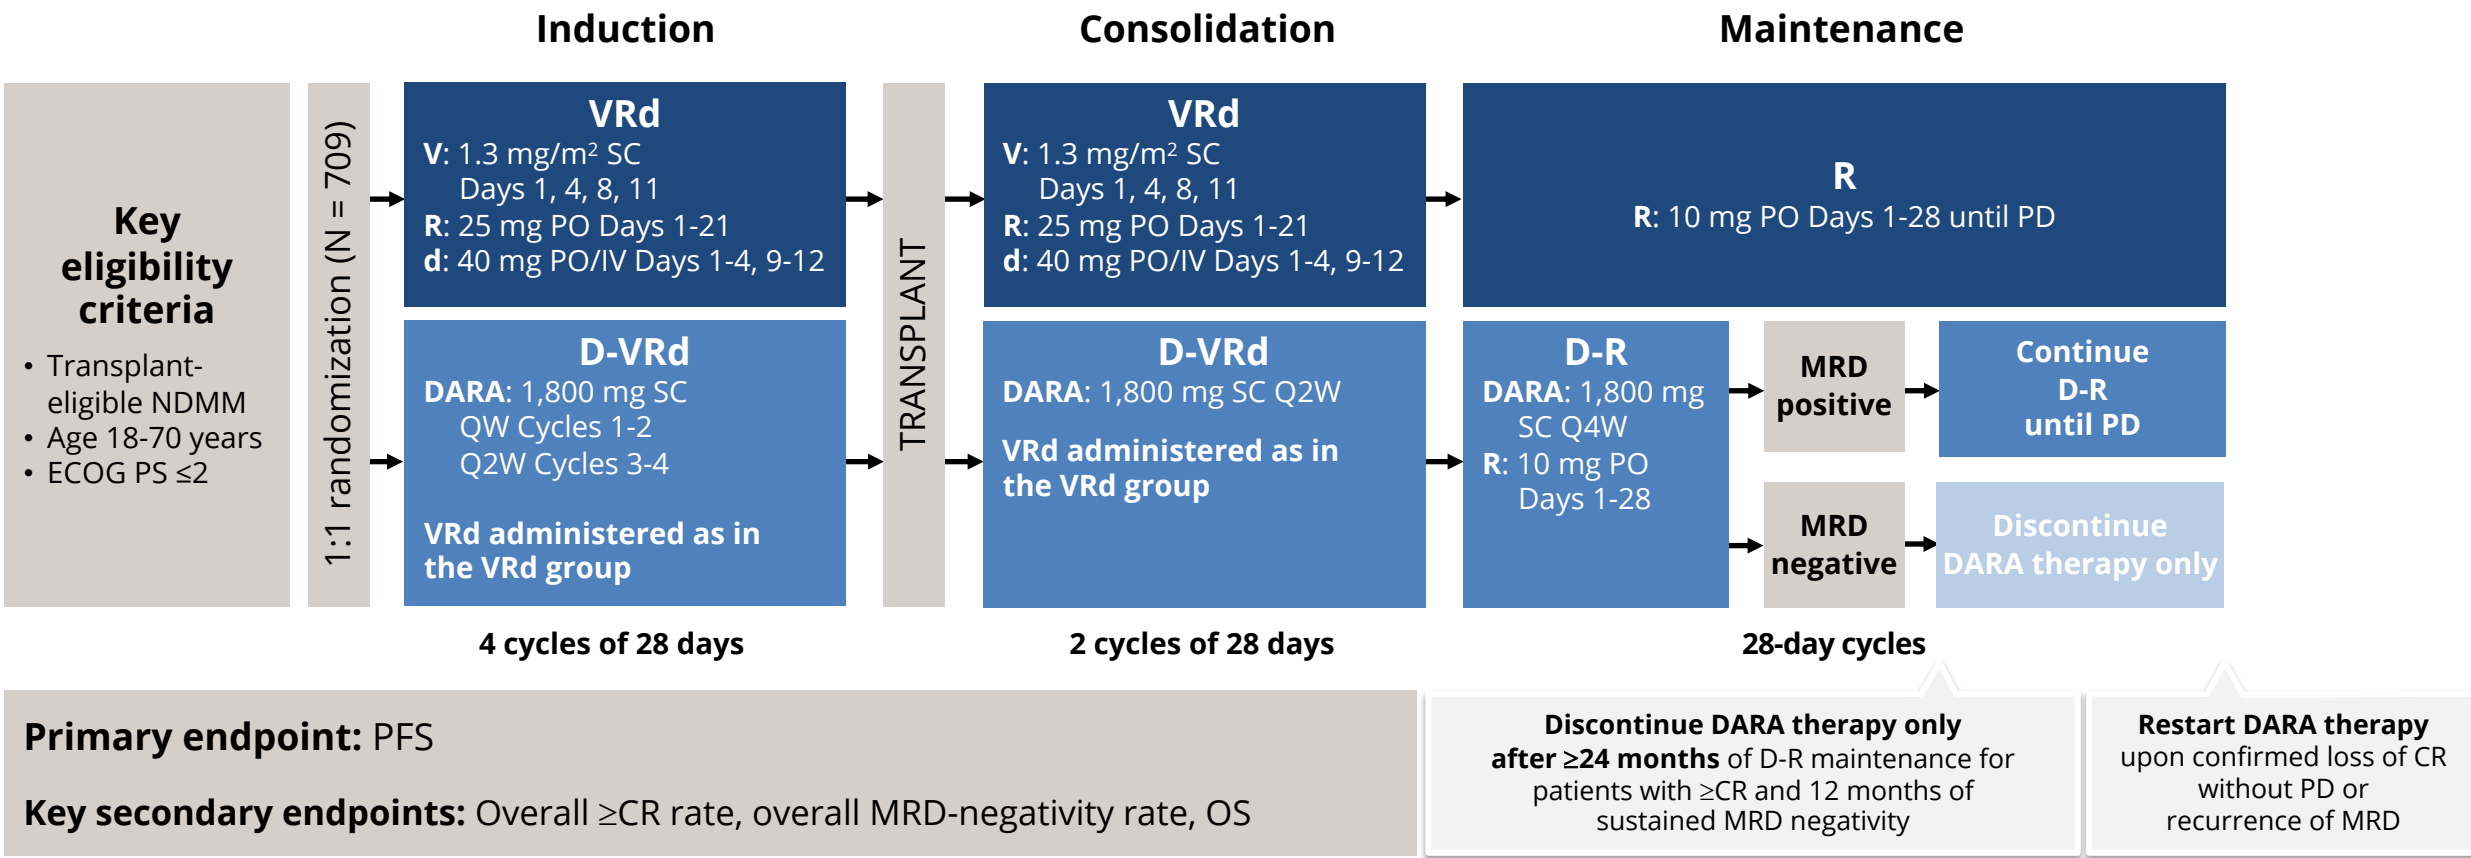 Induction
Consolidation
Maintenance
Key
eligibility
criteria
• Transplant-
eligible NDMM
• Age 18-70 years
• ECOG PS ≤2
1:1 randomization (N = 709)
VRd
V: 1.3 mg/m² SC
Days 1, 4, 8, 11
R: 25 mg PO Days 1-21
d: 40 mg PO/IV Days 1-4, 9-12
D-VRd
DARA: 1,800 mg SC
QW Cycles 1-2
Q2W Cycles 3-4
VRd administered as in
the VRd group
TRANSPLANT
VRd
V: 1.3 mg/m² SC
Days 1, 4, 8, 11
R: 25 mg PO Days 1-21
d: 40 mg PO/IV Days 1-4, 9-12
D-VRd
DARA: 1,800 mg SC Q2W
VRd administered as in
the VRd group
R
R: 10 mg PO Days 1-28 until PD
D-R
DARA: 1,800 mg
SC Q4W
R: 10 mg PO
Days 1-28
MRD
positive
Continue
D-R
until PD
MRD
negative
Discontinue
DARA therapy only
4 cycles of 28 days
2 cycles of 28 days
28-day cycles
Primary endpoint: PFS
Key secondary endpoints: Overall ≥CR rate, overall MRD-negativity rate, OS
Discontinue DARA therapy only
after ≥24 months of D-R maintenance for
patients with ≥CR and 12 months of
sustained MRD negativity
Restart DARA therapy
upon confirmed loss of CR
without PD or
recurrence of MRD